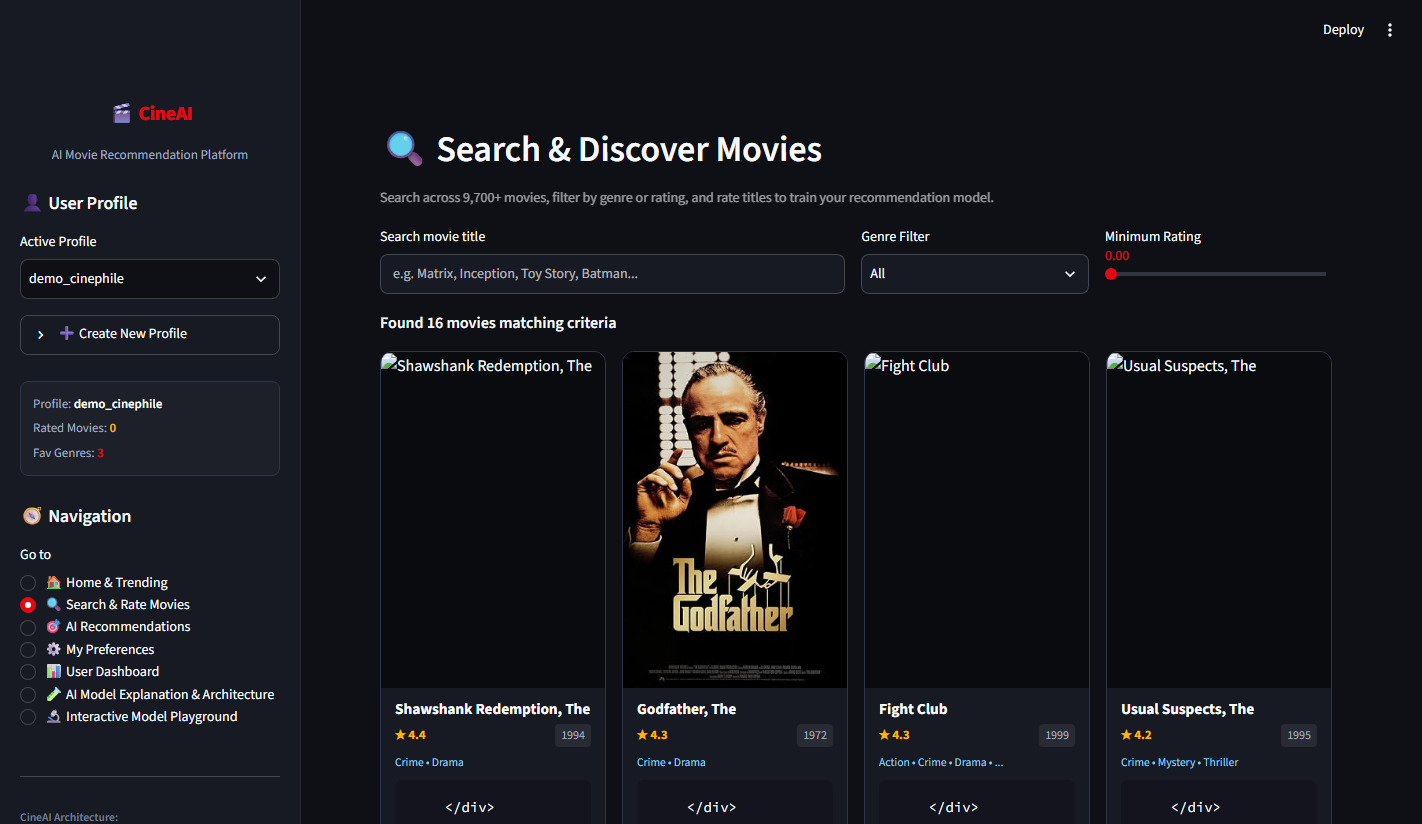 Deploy
CineAI
AI Movie Recommendation Platform
User Profile
Active Profile
demo_cinephile
Create New Profile
Profile: demo_cinephile
Rated Movies: 0
Fav Genres: 3
Navigation
Go to
Home & Trending
Search & Rate Movies
AI Recommendations
My Preferences
User Dashboard
AI Model Explanation & Architecture
Interactive Model Playground
CineAI Architecture:
Search & Discover Movies
Search across 9,700+ movies, filter by genre or rating, and rate titles to train your recommendation model.
Search movie title
e.g. Matrix, Inception, Toy Story, Batman...
Genre Filter
All
Minimum Rating
0.00
Found 16 movies matching criteria
Shawshank Redemption, The
The
Godfather
Fight Club
Usual Suspects, The
Shawshank Redemption, The
★ 4.4
1994
Crime • Drama
</div>
Godfather, The
★ 4.3
1972
Crime • Drama
</div>
Fight Club
★ 4.3
1999
Action • Crime • Drama • ...
</div>
Usual Suspects, The
★ 4.2
1995
Crime • Mystery • Thriller
</div>